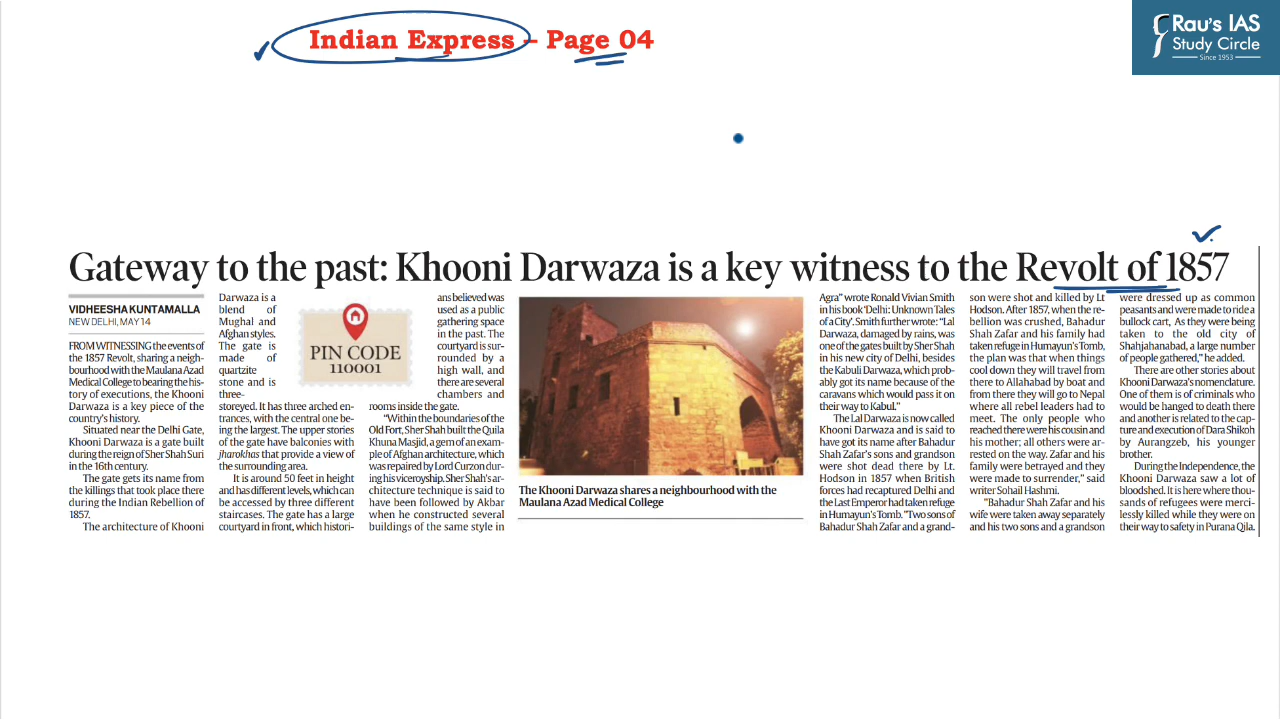 Indian Express – Page 04
Rau's IAS
Study Circle
Since 1953
Gateway to the past: Khooni Darwaza is a key witness to the Revolt of 1857
VIDHEESHA KUNTAMALLA
NEW DELHI, MAY 14
FROM WITNESSING the events of
the 1857 Revolt, sharing a neigh-
bourhood with the Maulana Azad
Medical College to bearing the his-
tory of executions, the Khooni
Darwaza is a key piece of the
country's history.
Situated near the Delhi Gate,
Khooni Darwaza is a gate built
during the reign of Sher Shah Suri
in the 16th century.
The gate gets its name from
the killings that took place there
during the Indian Rebellion of
1857.
The architecture of Khooni
Darwaza is a
blend of
Mughal and
Afghan styles.
The gate is
made of
quartzite
stone and is
three-
storeyed. It has three arched en-
trances, with the central one be-
ing the largest. The upper stories
of the gate have balconies with
jharokhas that provide a view of
the surrounding area.
It is around 50 feet in height
and has different levels, which can
be accessed by three different
staircases. The gate has a large
courtyard in front, which histori-
PIN CODE
110001
ans believed was
used as a public
gathering space
in the past. The
courtyard is sur-
rounded by a
high wall, and
there are several
chambers and
rooms inside the gate.
"Within the boundaries of the
Old Fort, Sher Shah built the Quila
Khuna Masjid, a gem of an exam-
ple of Afghan architecture, which
was repaired by Lord Curzon dur-
ing his viceroyship. Sher Shah's ar-
chitecture technique is said to
have been followed by Akbar
when he constructed several
buildings of the same style in
The Khooni Darwaza shares a neighbourhood with the
Maulana Azad Medical College
Agra" wrote Ronald Vivian Smith
in his book 'Delhi: Unknown Tales
of a City'. Smith further wrote: "Lal
Darwaza, damaged by rains, was
one of the gates built by Sher Shah
in his new city of Delhi, besides
the Kabuli Darwaza, which prob-
ably got its name because of the
caravans which would pass it on
their way to Kabul."
The Lal Darwaza is now called
Khooni Darwaza and is said to
have got its name after Bahadur
Shah Zafar's sons and grandson
were shot dead there by Lt.
Hodson in 1857 when British
forces had recaptured Delhi and
the Last Emperor had taken refuge
in Humayun's Tomb. "Two sons of
Bahadur Shah Zafar and a grand-
son were shot and killed by Lt
Hodson. After 1857, when the re-
bellion was crushed, Bahadur
Shah Zafar and his family had
taken refuge in Humayun's Tomb,
the plan was that when things
cool down they will travel from
there to Allahabad by boat and
from there they will go to Nepal
where all rebel leaders had to
meet. The only people who
reached there were his cousin and
his mother; all others were ar-
rested on the way. Zafar and his
family were betrayed and they
were made to surrender," said
writer Sohail Hashmi.
"Bahadur Shah Zafar and his
wife were taken away separately
and his two sons and a grandson
were dressed up as common
peasants and were made to ride a
bullock cart, As they were being
taken to the old city of
Shahjahanabad, a large number
of people gathered," he added.
There are other stories about
Khooni Darwaza's nomenclature.
One of them is of criminals who
would be hanged to death there
and another is related to the cap-
ture and execution of Dara Shikoh
by Aurangzeb, his younger
brother.
During the Independence, the
Khooni Darwaza saw a lot of
bloodshed. It is here where thou-
sands of refugees were merci-
lessly killed while they were on
their way to safety in Purana Qila.